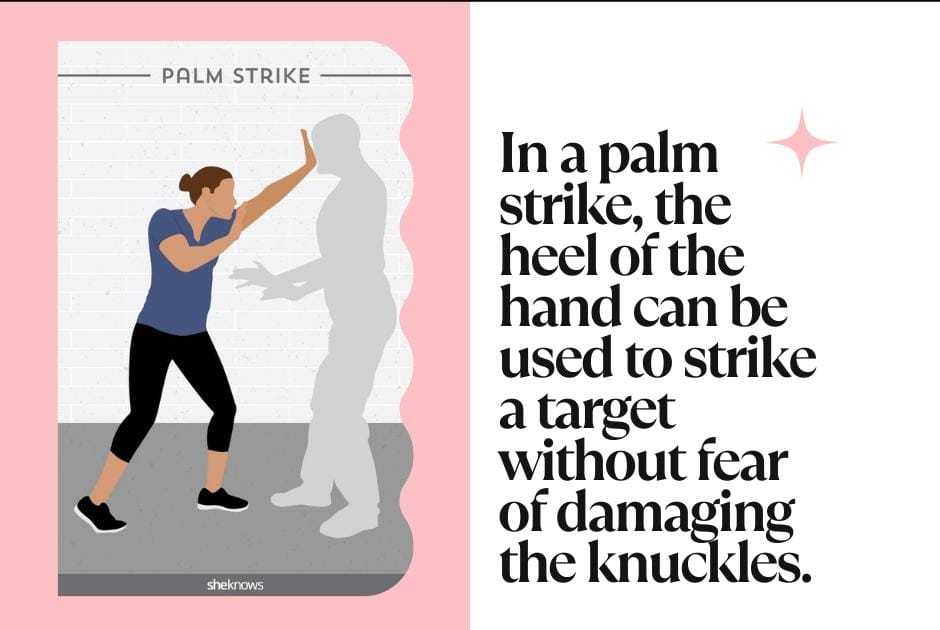 PALM STRIKE
sheknows
In a palm
strike, the
heel of the
hand can be
used to strike
a target
without fear
of damaging
the knuckles.